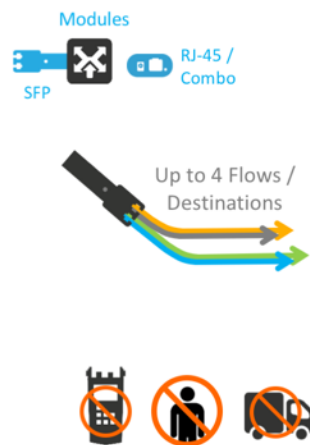 Modules
RJ-45 /
Combo
SFP
Up to 4 Flows /
Destinations